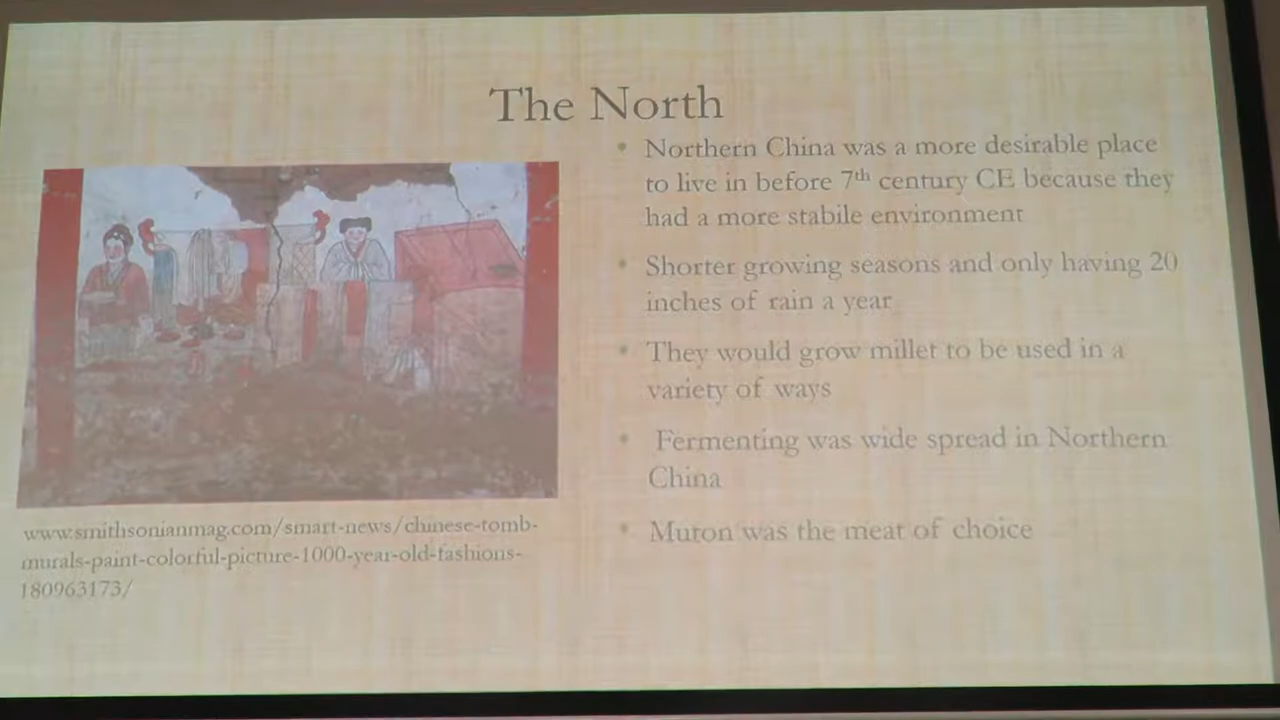 The North
• Northern China was a more desirable place
to live in before 7th century CE because they
had a more stabile environment
• Shorter growing seasons and only having 20
inches of rain a year
• They would grow millet to be used in a
variety of ways
• Fermenting was wide spread in Northern
China
• Muton was the meat of choice
www.smithsonianmag.com/smart-news/chinese-tomb-
murals-paint-colorful-picture-1000-year-old-fashions-
180963173/